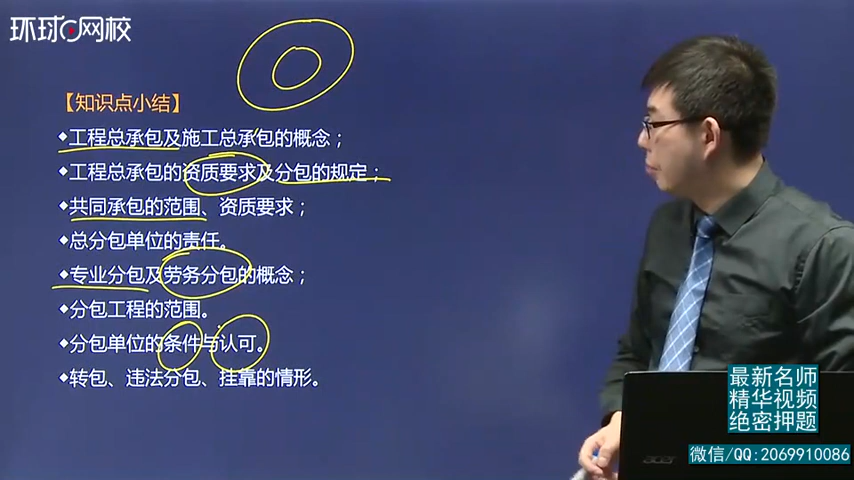 环球网校
【知识点小结】
◆工程总承包及施工总承包的概念；
◆工程总承包的资质要求及分包的规定；
◆共同承包的范围、资质要求；
◆总分包单位的责任。
◆专业分包及劳务分包的概念；
◆分包工程的范围。
◆分包单位的条件与认可。
◆转包、违法分包、挂靠的情形。
最新名师
精华视频
绝密押题
微信/QQ:2069910086
acer